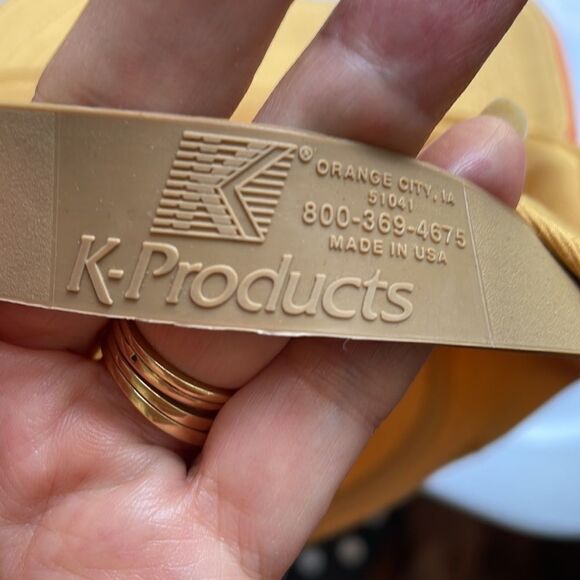 K®
ORANGE CITY, IA
51041
800-369-4675
MADE IN USA
K-Products